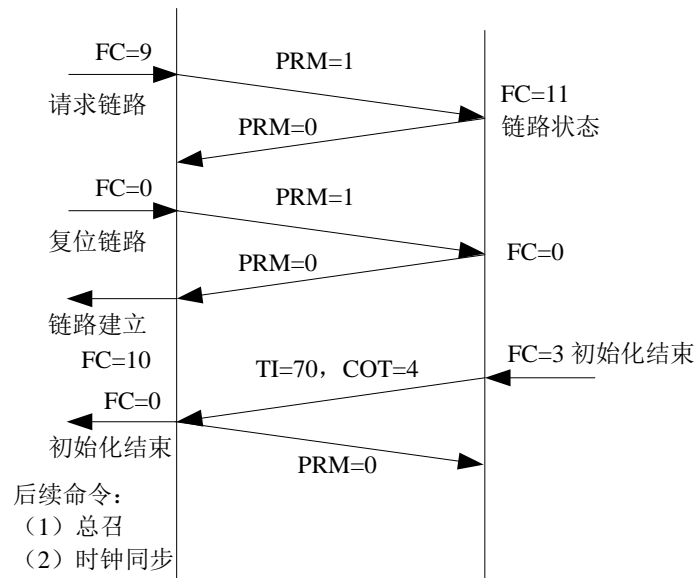 FC=9
PRM=1
请求链路
FC=11
链路状态
PRM=0
FC=0
PRM=1
复位链路
PRM=0
FC=0
链路建立
FC=10
TI=70，COT=4
FC=3 初始化结束
FC=0
初始化结束
PRM=0
后续命令：
（1）总召
（2）时钟同步